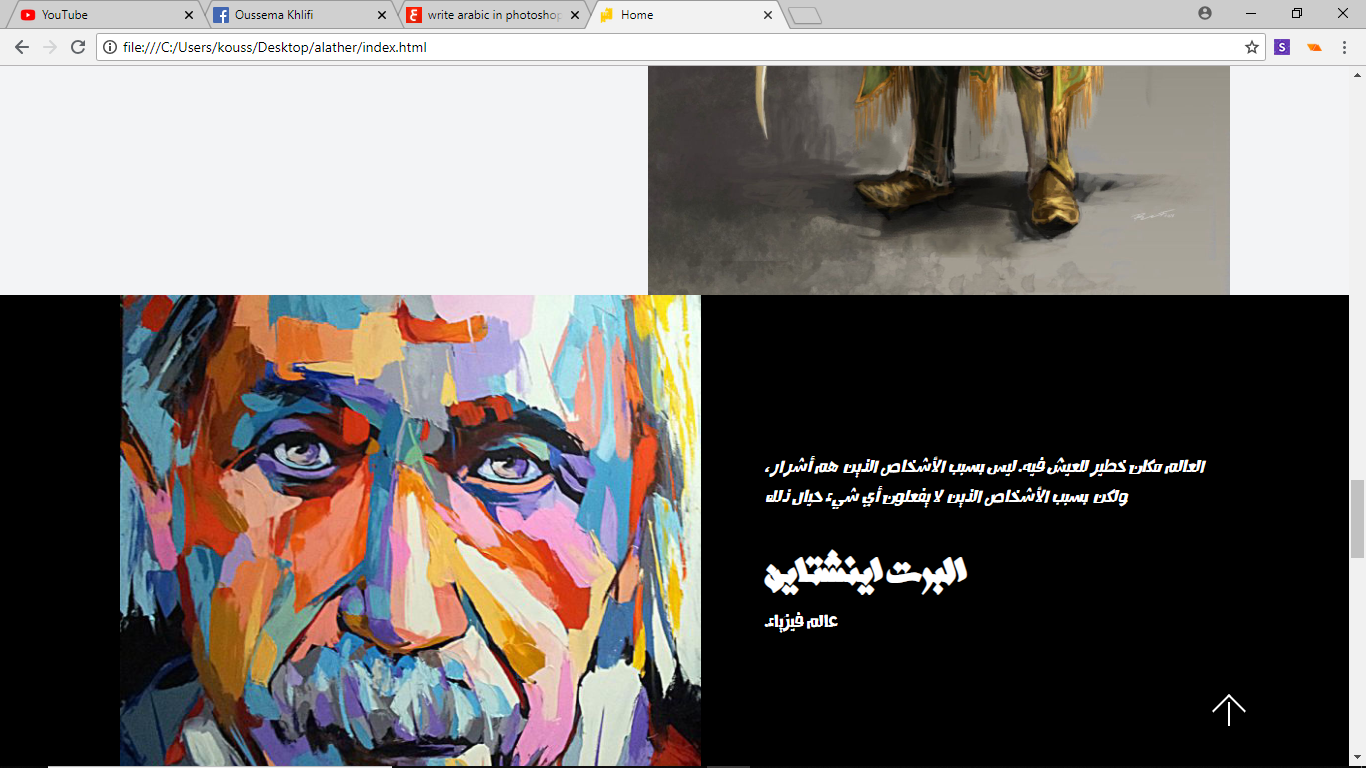 YouTube
Oussema Khlifi
write arabic in photoshop
Home
file:///C:/Users/kouss/Desktop/alather/index.html
العالم مكان خطير للعيش فيه. ليس بسبب الأشخاص الذين هم أشرار،
ولكن بسبب الأشخاص الذين لا يفعلون أي شيء حيال ذلك
البرت اينشتاين
عالم فيزياء